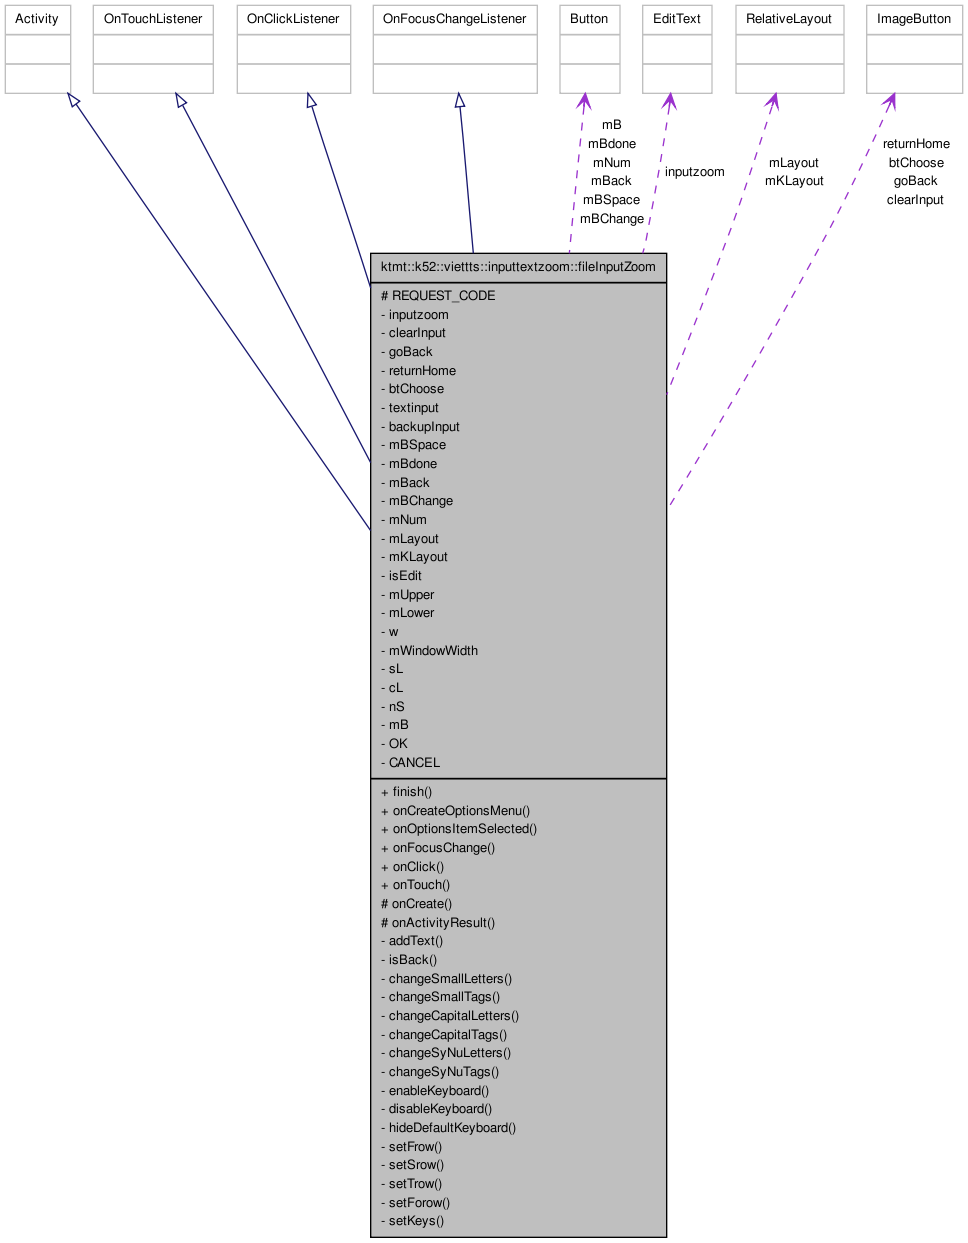 Activity
OnTouchListener
OnClickListener
OnFocusChangeListener
Button
EditText
RelativeLayout
ImageButton
mB
mBdone
mNum
mBack
mBSpace
mBChange
inputzoom
mLayout
mKLayout
returnHome
btChoose
goBack
clearInput
ktmt::k52::viettts::inputtextzoom::fileInputZoom
# REQUEST_CODE
- inputzoom
- clearInput
- goBack
- returnHome
- btChoose
- textinput
- backupInput
- mBSpace
- mBdone
- mBack
- mBChange
- mNum
- mLayout
- mKLayout
- isEdit
- mUpper
- mLower
- w
- mWindowWidth
- sL
- cL
- nS
- mB
- OK
- CANCEL
+ finish()
+ onCreateOptionsMenu()
+ onOptionsItemSelected()
+ onFocusChange()
+ onClick()
+ onTouch()
# onCreate()
# onActivityResult()
- addText()
- isBack()
- changeSmallLetters()
- changeSmallTags()
- changeCapitalLetters()
- changeCapitalTags()
- changeSyNuLetters()
- changeSyNuTags()
- enableKeyboard()
- disableKeyboard()
- hideDefaultKeyboard()
- setFrow()
- setSrow()
- setTrow()
- setForow()
- setKeys()